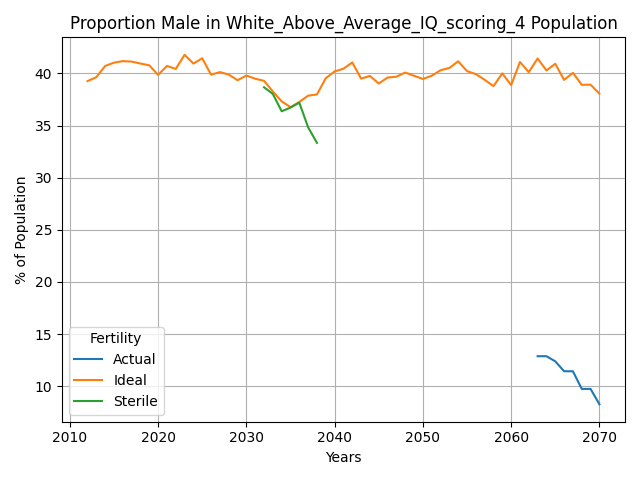 Proportion Male in White_Above_Average_IQ_scoring_4 Population
% of Population
40
35
30
25
20
15
10
Fertility
Actual
Ideal
Sterile
2010 2020 2030 2040 2050 2060 2070
Years